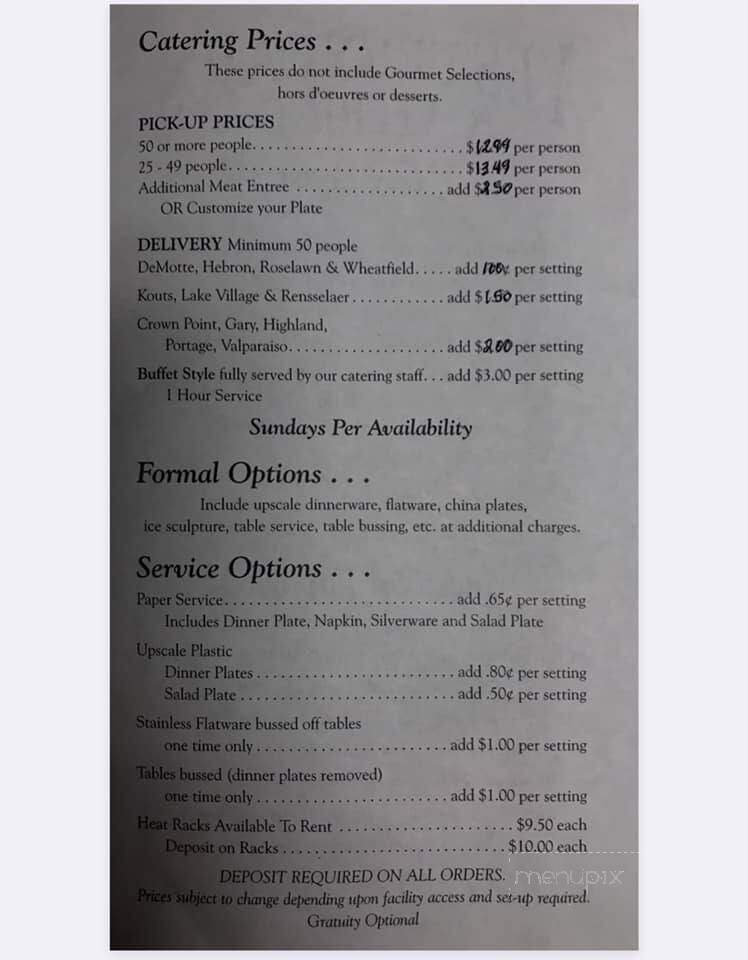 Catering Prices . . .
These prices do not include Gourmet Selections,
hors d'oeuvres or desserts.
PICK-UP PRICES
50 or more people. . . . . . . . . . . . . . . . . . . . . . . . . . $12.99 per person
25 - 49 people. . . . . . . . . . . . . . . . . . . . . . . . . . . . . $13.49 per person
Additional Meat Entree . . . . . . . . . . . . . . . . . . add $2.50 per person
OR Customize your Plate
DELIVERY Minimum 50 people
DeMotte, Hebron, Roselawn & Wheatfield. . . . . add 100¢ per setting
Kouts, Lake Village & Rensselaer . . . . . . . . . . . . add $1.50 per setting
Crown Point, Gary, Highland,
Portage, Valparaiso. . . . . . . . . . . . . . . . . . . . add $2.00 per setting
Buffet Style fully served by our catering staff. . . add $3.00 per setting
1 Hour Service
Sundays Per Availability
Formal Options . . .
Include upscale dinnerware, flatware, china plates,
ice sculpture, table service, table bussing, etc. at additional charges.
Service Options . . .
Paper Service. . . . . . . . . . . . . . . . . . . . . . . . . . . . . add .65¢ per setting
Includes Dinner Plate, Napkin, Silverware and Salad Plate
Upscale Plastic
Dinner Plates . . . . . . . . . . . . . . . . . . . . . . . . . add .80¢ per setting
Salad Plate . . . . . . . . . . . . . . . . . . . . . . . . . . . add .50¢ per setting
Stainless Flatware bussed off tables
one time only . . . . . . . . . . . . . . . . . . . . . . . . add $1.00 per setting
Tables bussed (dinner plates removed)
one time only . . . . . . . . . . . . . . . . . . . . . . . . add $1.00 per setting
Heat Racks Available To Rent . . . . . . . . . . . . . . . . . . . . . . $9.50 each
Deposit on Racks . . . . . . . . . . . . . . . . . . . . . . . . . . . . $10.00 each
DEPOSIT REQUIRED ON ALL ORDERS.
menupix
Prices subject to change depending upon facility access and set-up required.
Gratuity Optional